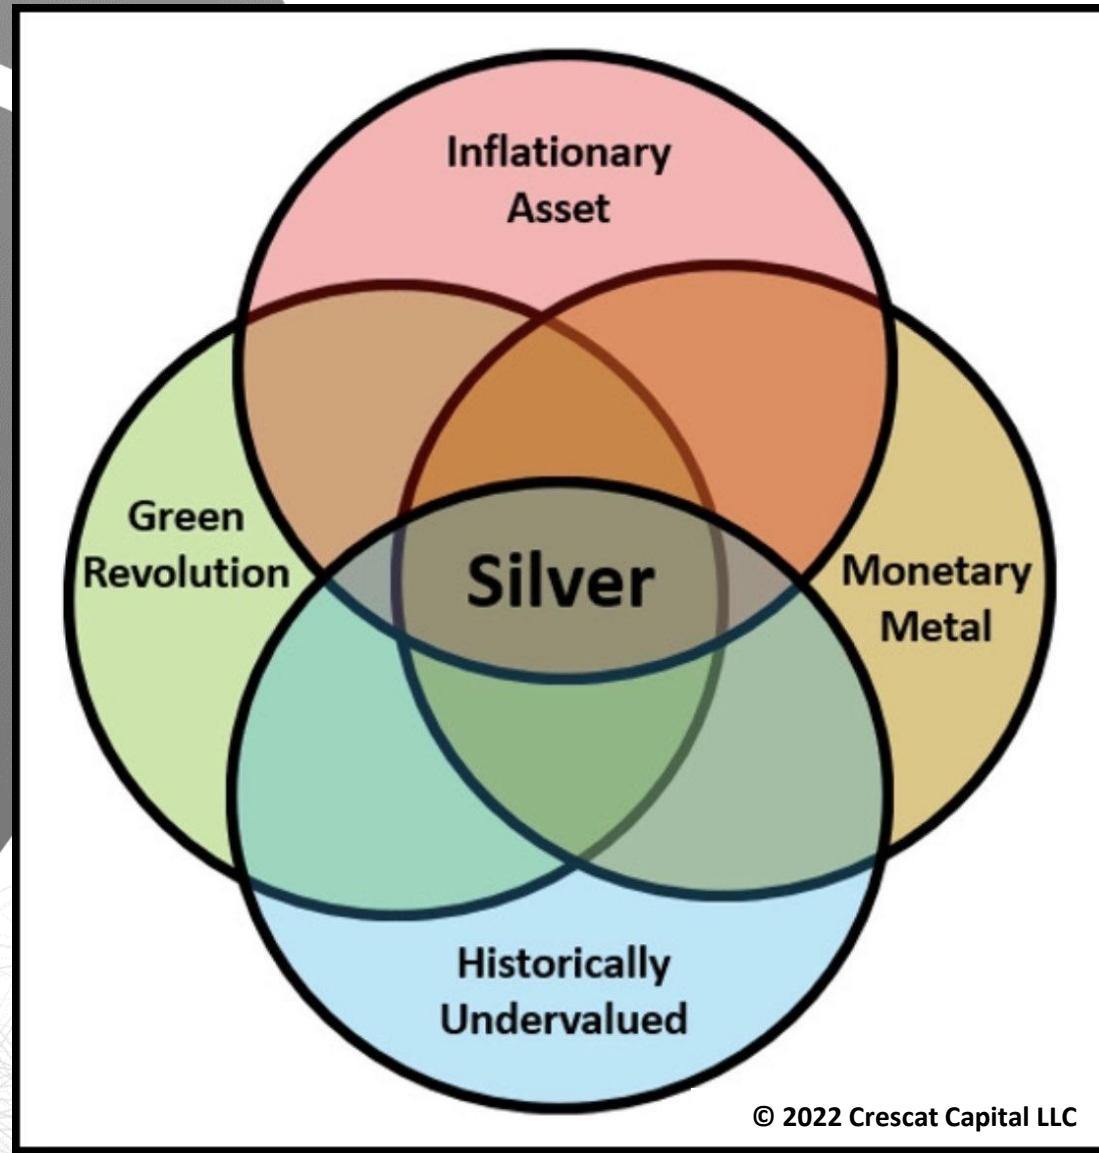 Inflationary
Asset
Green
Revolution
Silver
Monetary
Metal
Historically
Undervalued
© 2022 Crescat Capital LLC